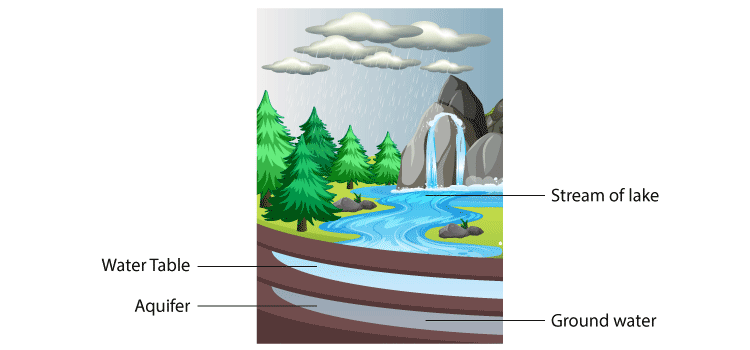 Stream of lake
Water Table
Aquifer
Ground water